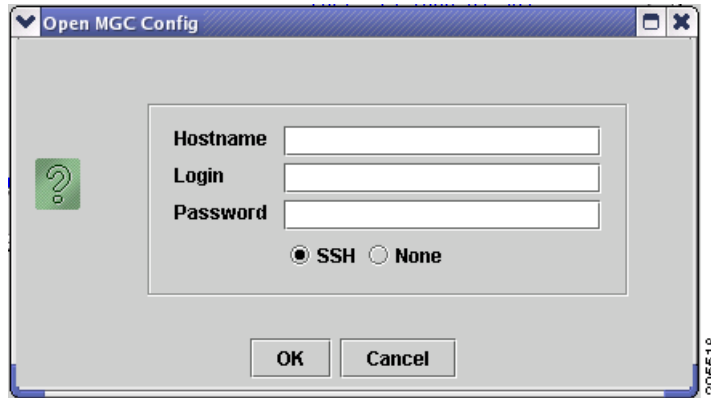 Open MGC Config
Hostname
Login
Password
SSH None
OK Cancel